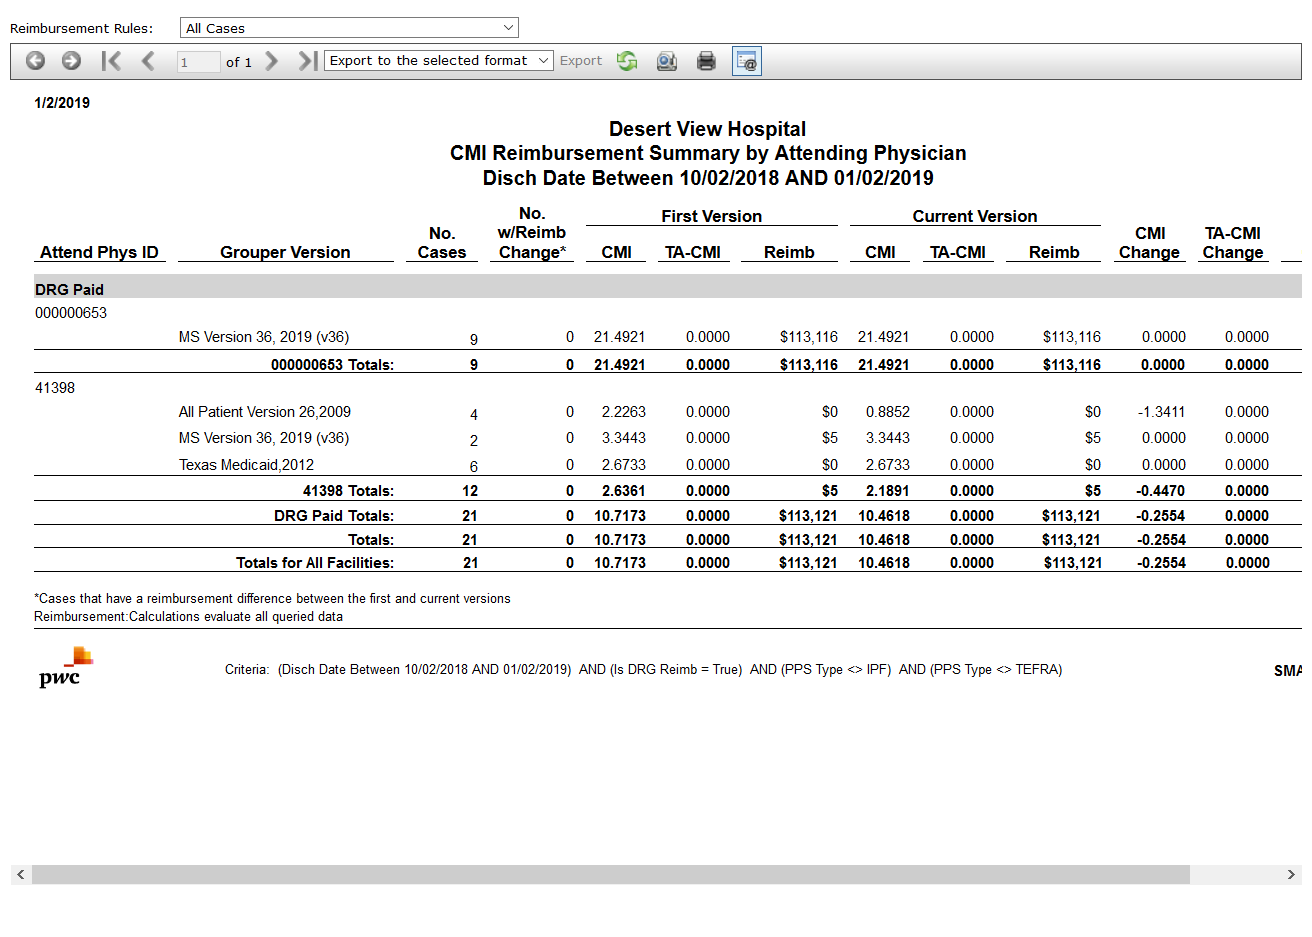 Reimbursement Rules: All Cases
1 of 1 Export to the selected format Export
1/2/2019
Desert View Hospital
CMI Reimbursement Summary by Attending Physician
Disch Date Between 10/02/2018 AND 01/02/2019
Attend Phys ID Grouper Version No. Cases No. w/Reimb Change* First Version CMI TA-CMI Reimb Current Version CMI TA-CMI Reimb CMI Change TA-CMI Change
DRG Paid
000000653
MS Version 36, 2019 (v36) 9 0 21.4921 0.0000 $113,116 21.4921 0.0000 $113,116 0.0000 0.0000
000000653 Totals: 9 0 21.4921 0.0000 $113,116 21.4921 0.0000 $113,116 0.0000 0.0000
41398
All Patient Version 26,2009 4 0 2.2263 0.0000 $0 0.8852 0.0000 $0 -1.3411 0.0000
MS Version 36, 2019 (v36) 2 0 3.3443 0.0000 $5 3.3443 0.0000 $5 0.0000 0.0000
Texas Medicaid,2012 6 0 2.6733 0.0000 $0 2.6733 0.0000 $0 0.0000 0.0000
41398 Totals: 12 0 2.6361 0.0000 $5 2.1891 0.0000 $5 -0.4470 0.0000
DRG Paid Totals: 21 0 10.7173 0.0000 $113,121 10.4618 0.0000 $113,121 -0.2554 0.0000
Totals: 21 0 10.7173 0.0000 $113,121 10.4618 0.0000 $113,121 -0.2554 0.0000
Totals for All Facilities: 21 0 10.7173 0.0000 $113,121 10.4618 0.0000 $113,121 -0.2554 0.0000
*Cases that have a reimbursement difference between the first and current versions
Reimbursement:Calculations evaluate all queried data
pwc Criteria: (Disch Date Between 10/02/2018 AND 01/02/2019) AND (Is DRG Reimb = True) AND (PPS Type <> IPF) AND (PPS Type <> TEFRA) SMA